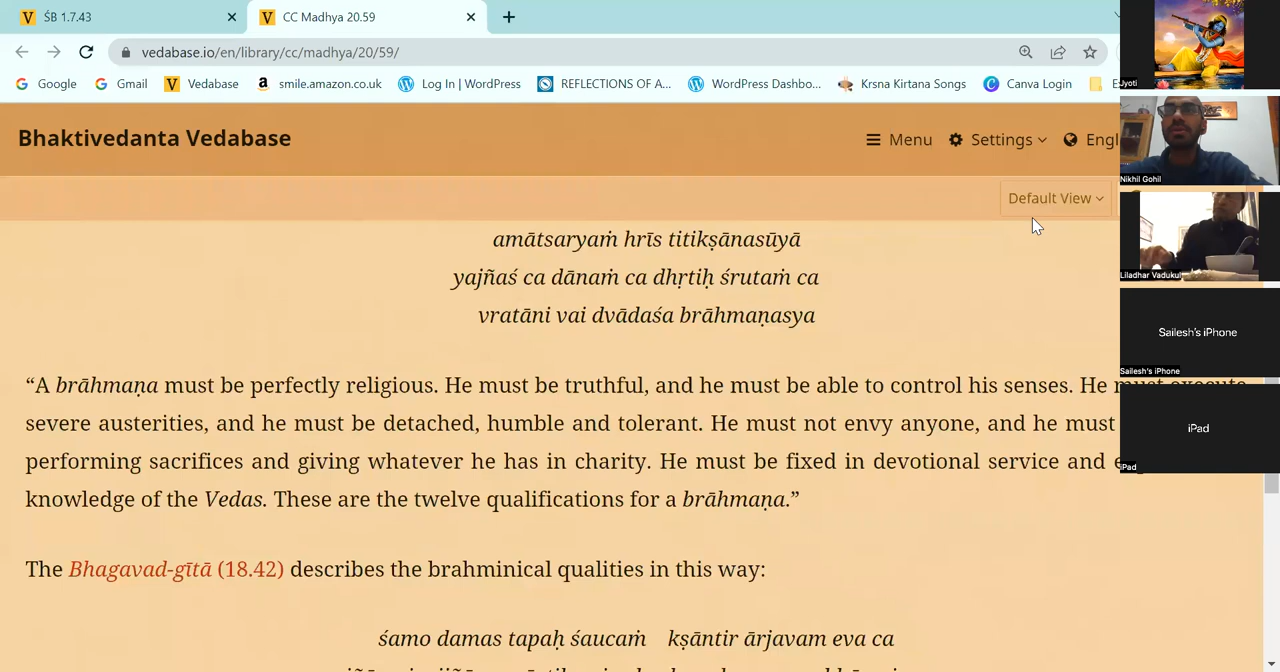 ŚB 1.7.43
CC Madhya 20.59
vedabase.io/en/library/cc/madhya/20/59/
Google Gmail Vedabase smile.amazon.co.uk Log In | WordPress REFLECTIONS OF A... WordPress Dashbo... Krsna Kirtana Songs Canva Login
Bhaktivedanta Vedabase
Menu Settings Engl
Default View
amātsaryaṁ hrīs titikṣānasūyā
yajñaś ca dānaṁ ca dhṛtiḥ śrutaṁ ca
vratāni vai dvādaśa brāhmaṇasya
“A brāhmaṇa must be perfectly religious. He must be truthful, and he must be able to control his senses. He must execute
severe austerities, and he must be detached, humble and tolerant. He must not envy anyone, and he must
performing sacrifices and giving whatever he has in charity. He must be fixed in devotional service and
knowledge of the Vedas. These are the twelve qualifications for a brāhmaṇa.”
The Bhagavad-gītā (18.42) describes the brahminical qualities in this way:
śamo damas tapaḥ śaucaṁ kṣāntir ārjavam eva ca
Jyoti
Nikhil Gohil
Liladhar Vadukul
Sailesh's iPhone
Sailesh's iPhone
iPad
iPad